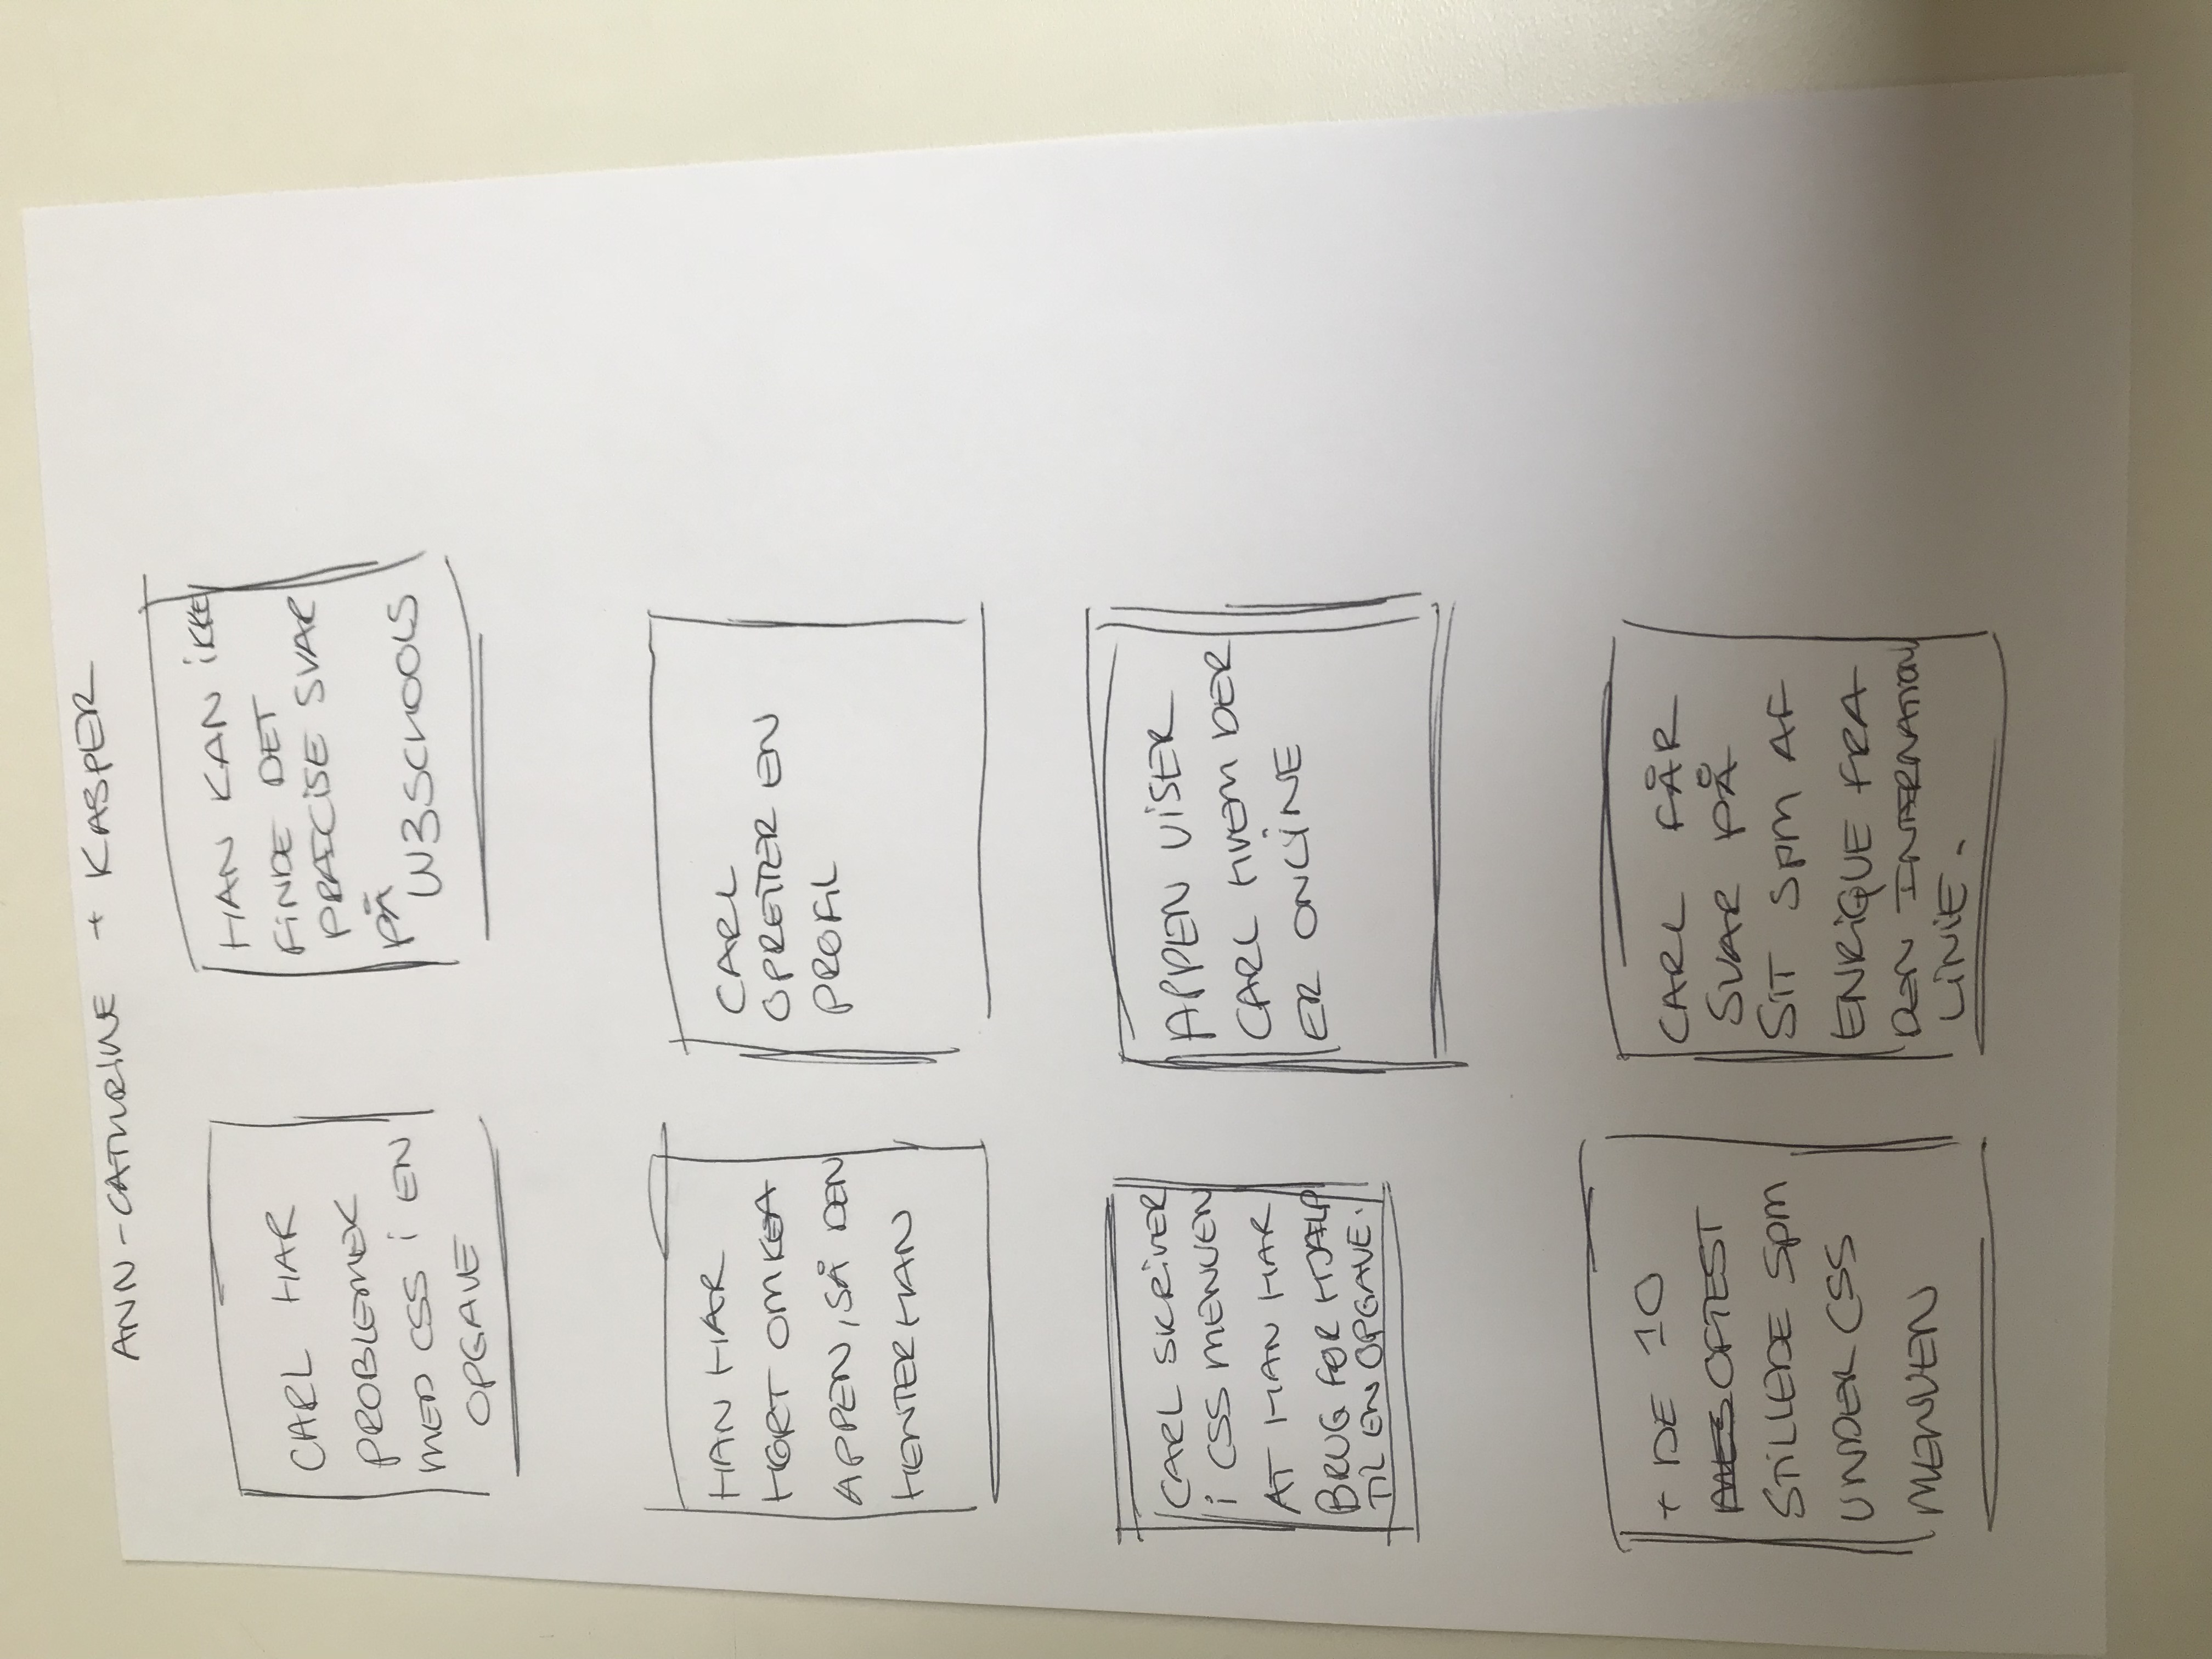 ANN-CATHRINE + KASPER
CARL HAR
PROBLEMER
MED CSS i EN
OPGAVE
HAN KAN iKKE
FiNDE DET
PRÆCiSE SVAR
PÅ
W3SCHOOLS
HAN HAR
HØRT OM KEA
APPEN, SÅ DEN
HENTER HAN
CARL
OPRETTER EN
PROFIL
CARL SKRiVER
i CSS MENUEN
AT HAN HAR
BRUG FOR HJÆLP
TIL EN OPGAVE.
APPEN ViSER
CARL HVEM DER
ER ONLiNE
+ DE 10
OFTEST
STiLLEDE SPM
UNDER CSS
MENUEN
CARL FÅR
SVAR PÅ
SIT SPM AF
ENRiQUE FRA
DEN INTERNATION
LiNiE.